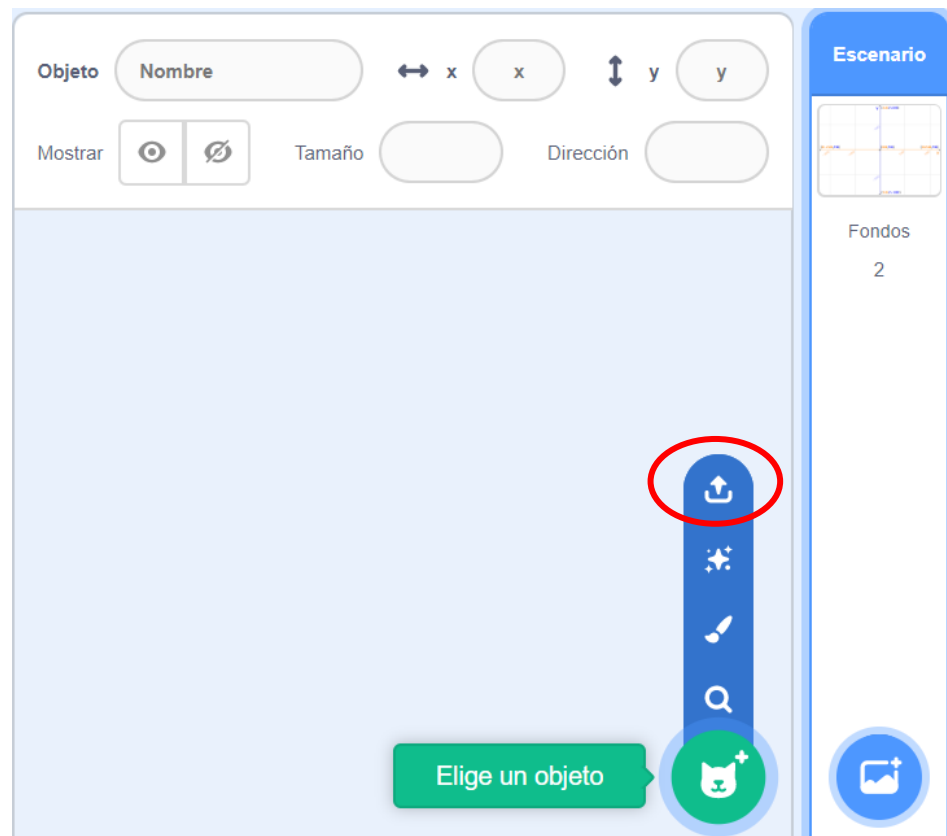 Objeto Nombre x x y y
Mostrar Tamaño Dirección
Escenario
Fondos
2
Elige un objeto